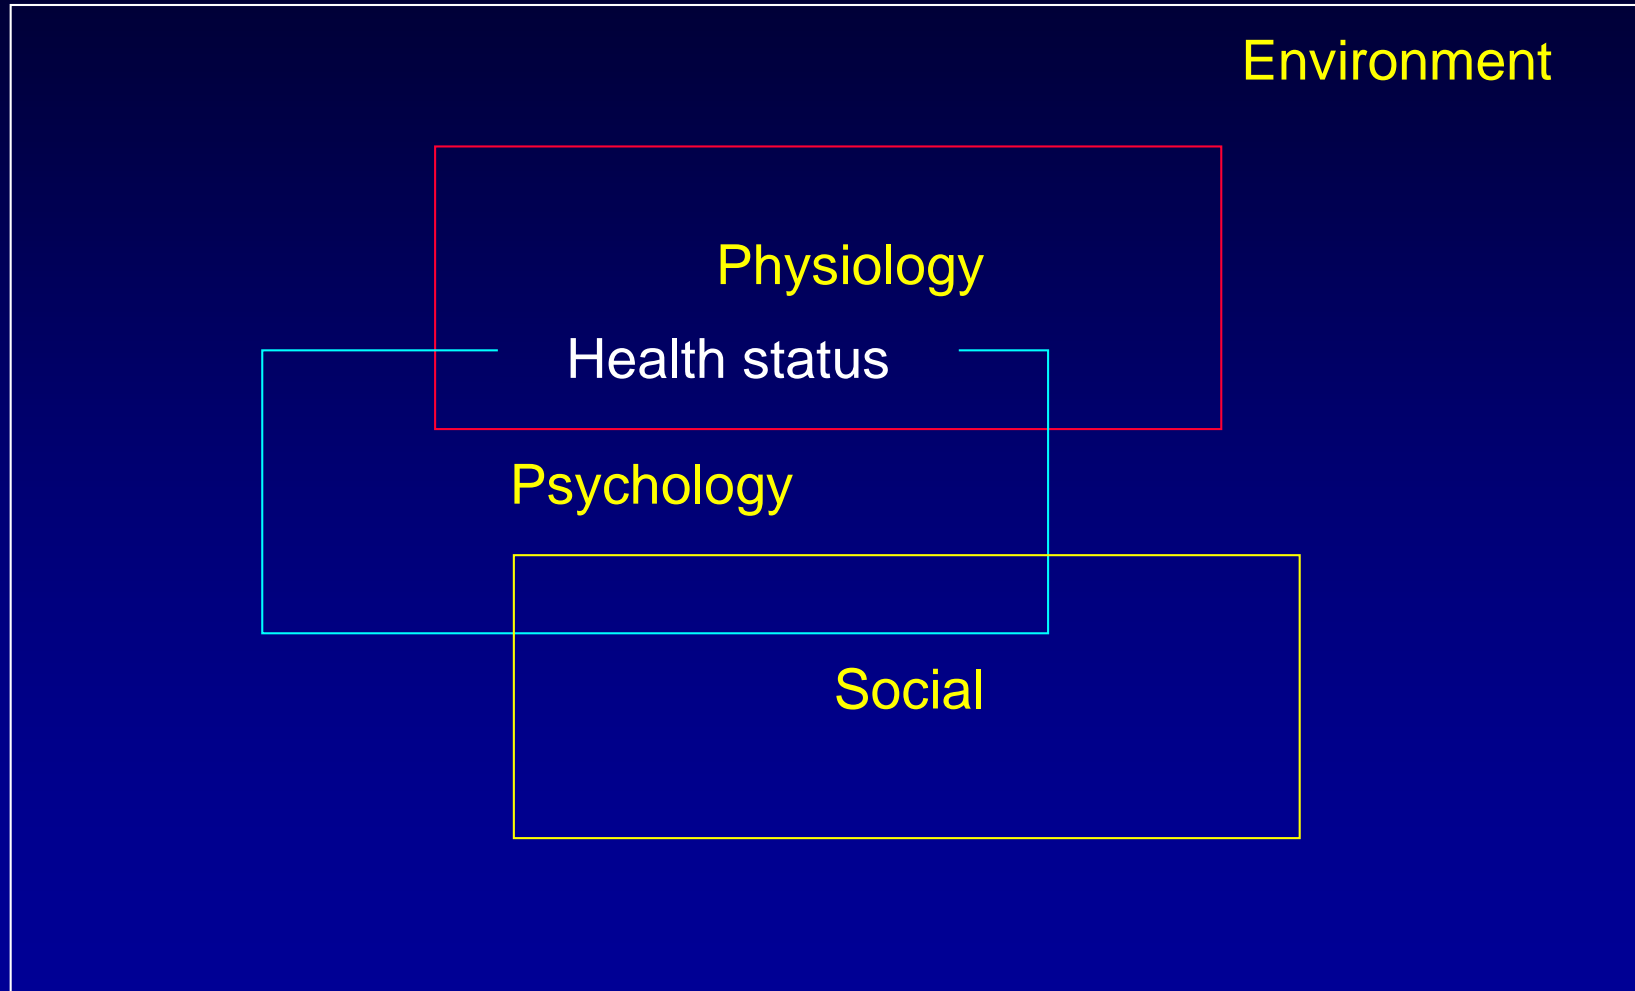 Environment
Physiology
Health status
Psychology
Social